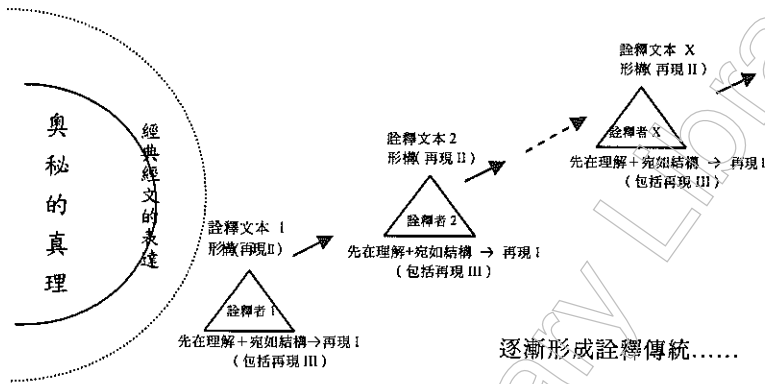 奧秘的真理
經典經文的表達
詮釋文本 1
形構(再現II)
詮釋者 1
先在理解＋宛如結構→再現 I
(包括再現 III)
詮釋文本 2
形構(再現 II)
詮釋者 2
先在理解+宛如結構 → 再現 I
(包括再現 III)
詮釋文本 X
形構(再現 II)
詮釋者 X
先在理解＋宛如結構 → 再現 I
(包括再現 III)
逐漸形成詮釋傳統……
ary Libra
ary Li